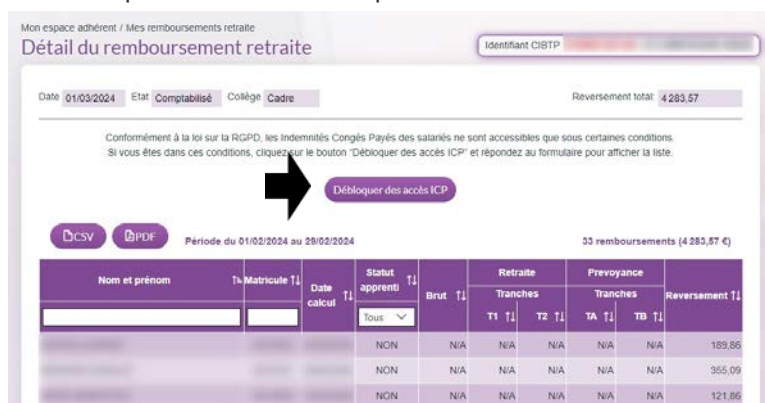 Mon espace adhérent / Mes remboursements retraite
Détail du remboursement retraite
Identifiant CIBTP
Date 01/03/2024 Etat Comptabilisé Collège Cadre Reversement total: 4 283,57
Conformément à la loi sur la RGPD, les Indemnités Congés Payés des salariés ne sont accessibles que sous certaines conditions.
Si vous êtes dans ces conditions, cliquez sur le bouton "Débloquer des accès ICP" et répondez au formulaire pour afficher la liste.
Débloquer des accès ICP
CSV PDF Période du 01/02/2024 au 29/02/2024 33 remboursements (4 283,57 €)
Nom et prénom Matricule Date calcul Statut apprenti Brut Retraite Prevoyance Reversement
Tranches Tranches
T1 T2 TA TB
Tous
NON N/A N/A N/A N/A N/A 189,86
NON N/A N/A N/A N/A N/A 355,09
NON N/A N/A N/A N/A N/A 121,86